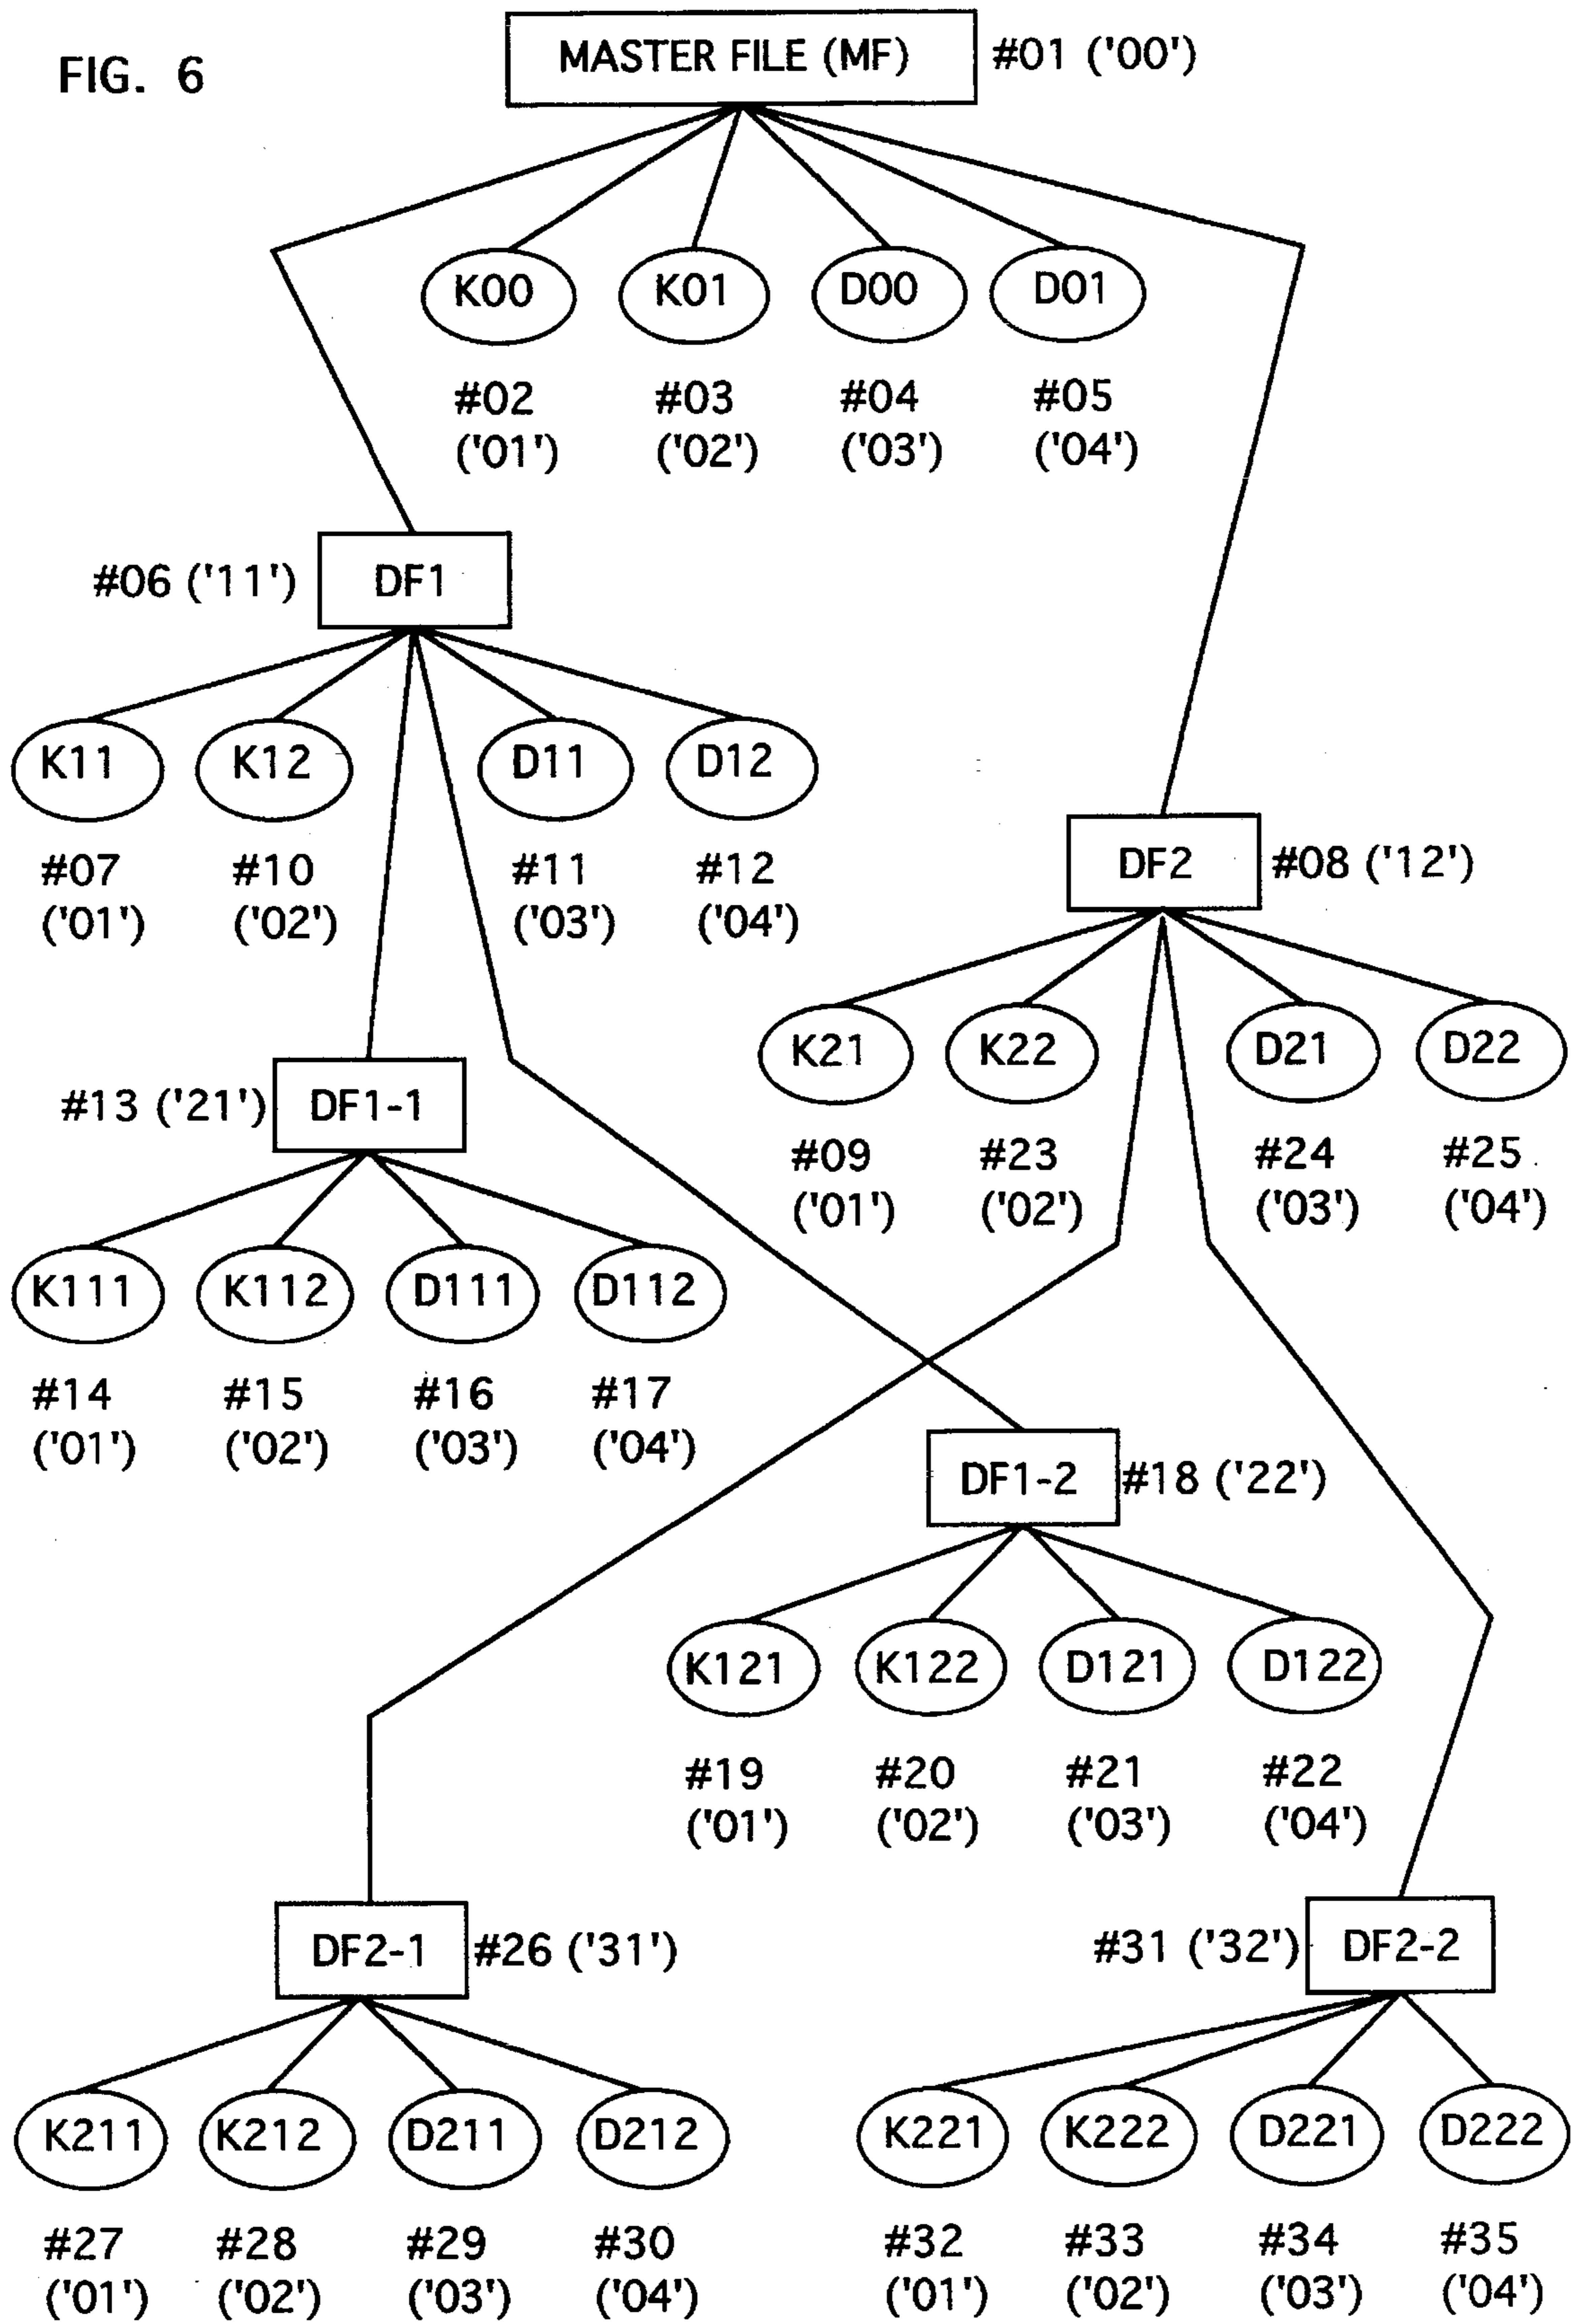 FIG. 6
MASTER FILE (MF) #01 ('00')
K00 K01 D00 D01
#02 #03 #04 #05
('01') ('02') ('03') ('04')
#06 ('11') DF1
K11 K12 D11 D12
#07 #10 #11 #12
('01') ('02') ('03') ('04')
DF2 #08 ('12')
K21 K22 D21 D22
#09 #23 #24 #25
('01') ('02') ('03') ('04')
#13 ('21') DF1-1
K111 K112 D111 D112
#14 #15 #16 #17
('01') ('02') ('03') ('04')
DF1-2 #18 ('22')
K121 K122 D121 D122
#19 #20 #21 #22
('01') ('02') ('03') ('04')
DF2-1 #26 ('31')
#31 ('32') DF2-2
K211 K212 D211 D212
#27 #28 #29 #30
('01') ('02') ('03') ('04')
K221 K222 D221 D222
#32 #33 #34 #35
('01') ('02') ('03') ('04')